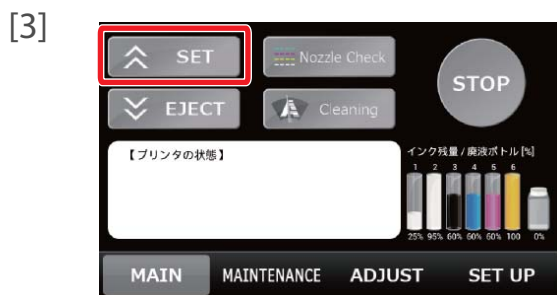 [3]
SET
Nozzle Check
STOP
EJECT
Cleaning
【プリンタの状態】
インク残量/廃液ボトル[%]
1 2 3 4 5 6
25% 95% 60% 60% 60% 100 0%
MAIN MAINTENANCE ADJUST SET UP